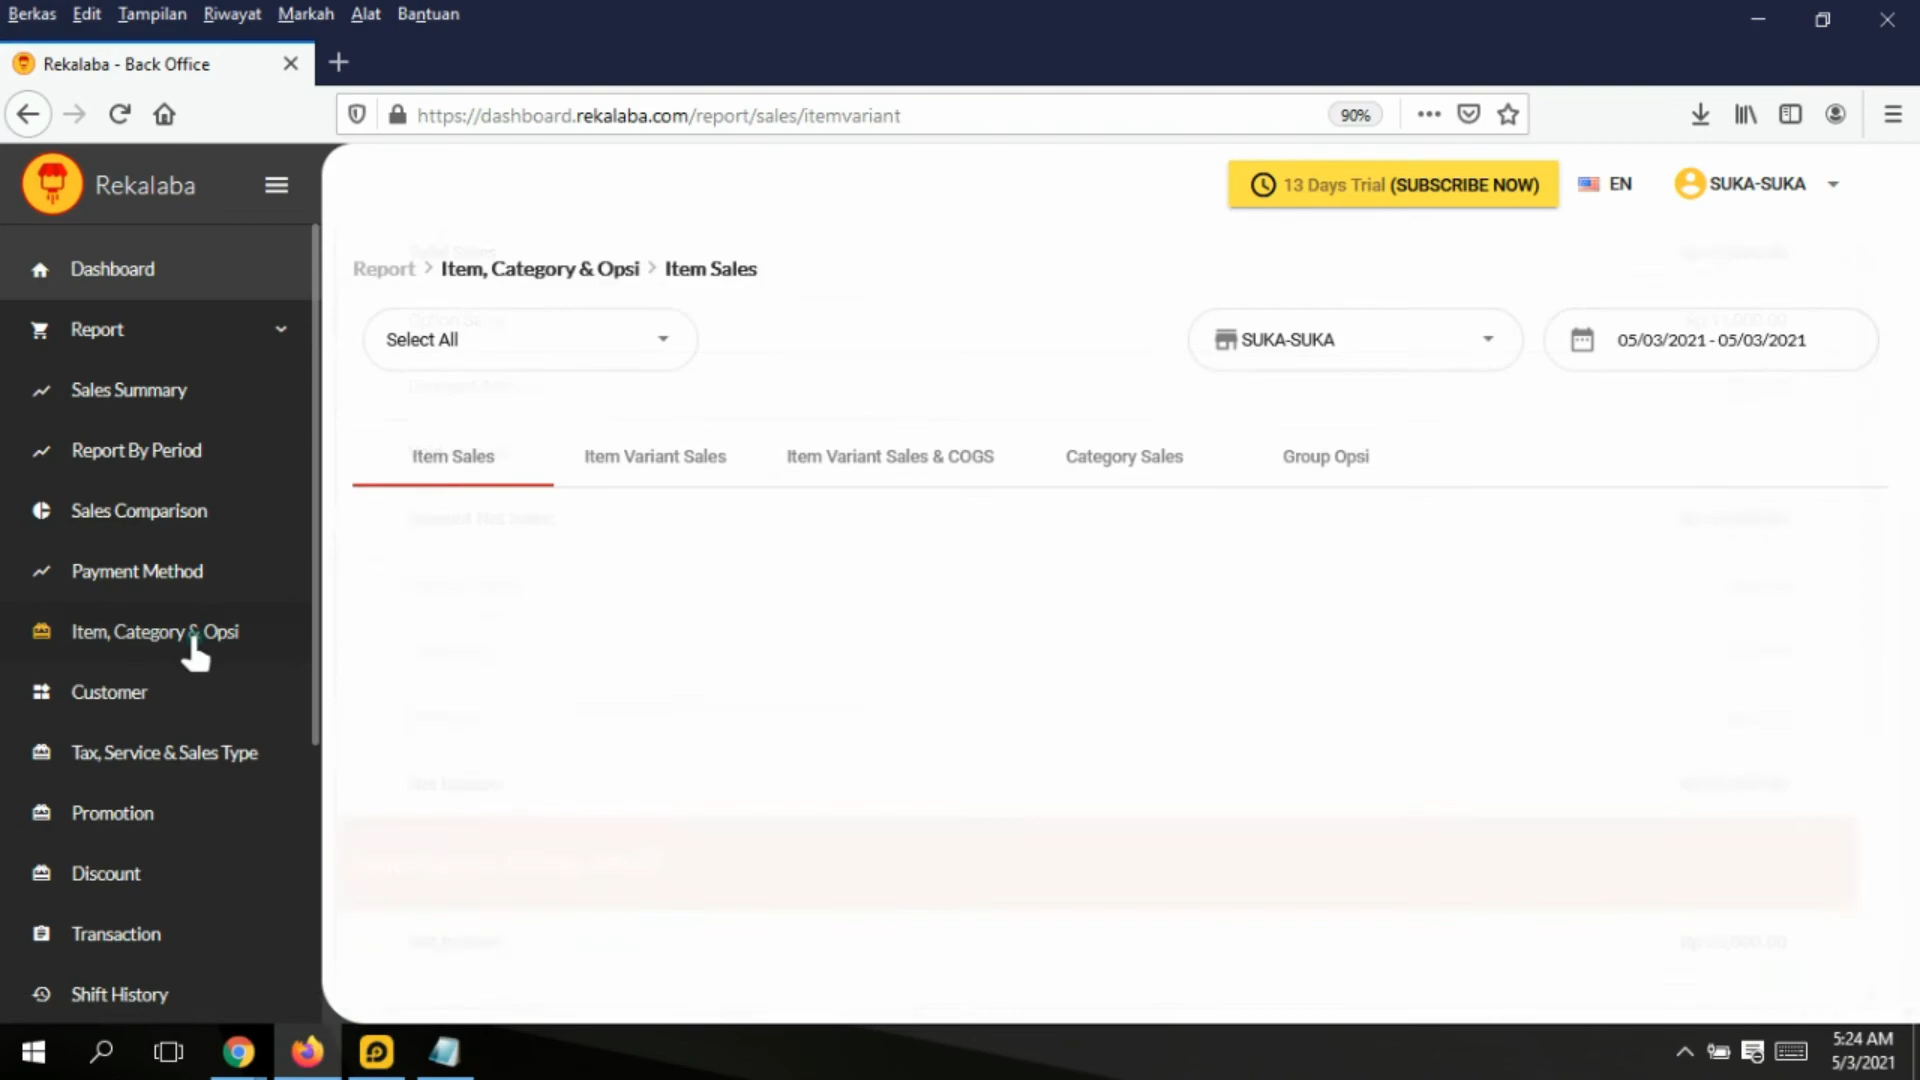 Berkas Edit Tampilan Riwayat Markah Alat Bantuan
Rekalaba - Back Office
https://dashboard.rekalaba.com/report/sales/itemvariant
90%
Rekalaba
13 Days Trial (SUBSCRIBE NOW)
EN
SUKA-SUKA
Dashboard
Report > Item, Category & Opsi > Item Sales
Report
Select All
SUKA-SUKA
05/03/2021 - 05/03/2021
Sales Summary
Report By Period
Item Sales
Item Variant Sales
Item Variant Sales & COGS
Category Sales
Group Opsi
Sales Comparison
Payment Method
Item, Category & Opsi
Customer
Tax, Service & Sales Type
Promotion
Discount
Transaction
Shift History
5:24 AM
5/3/2021